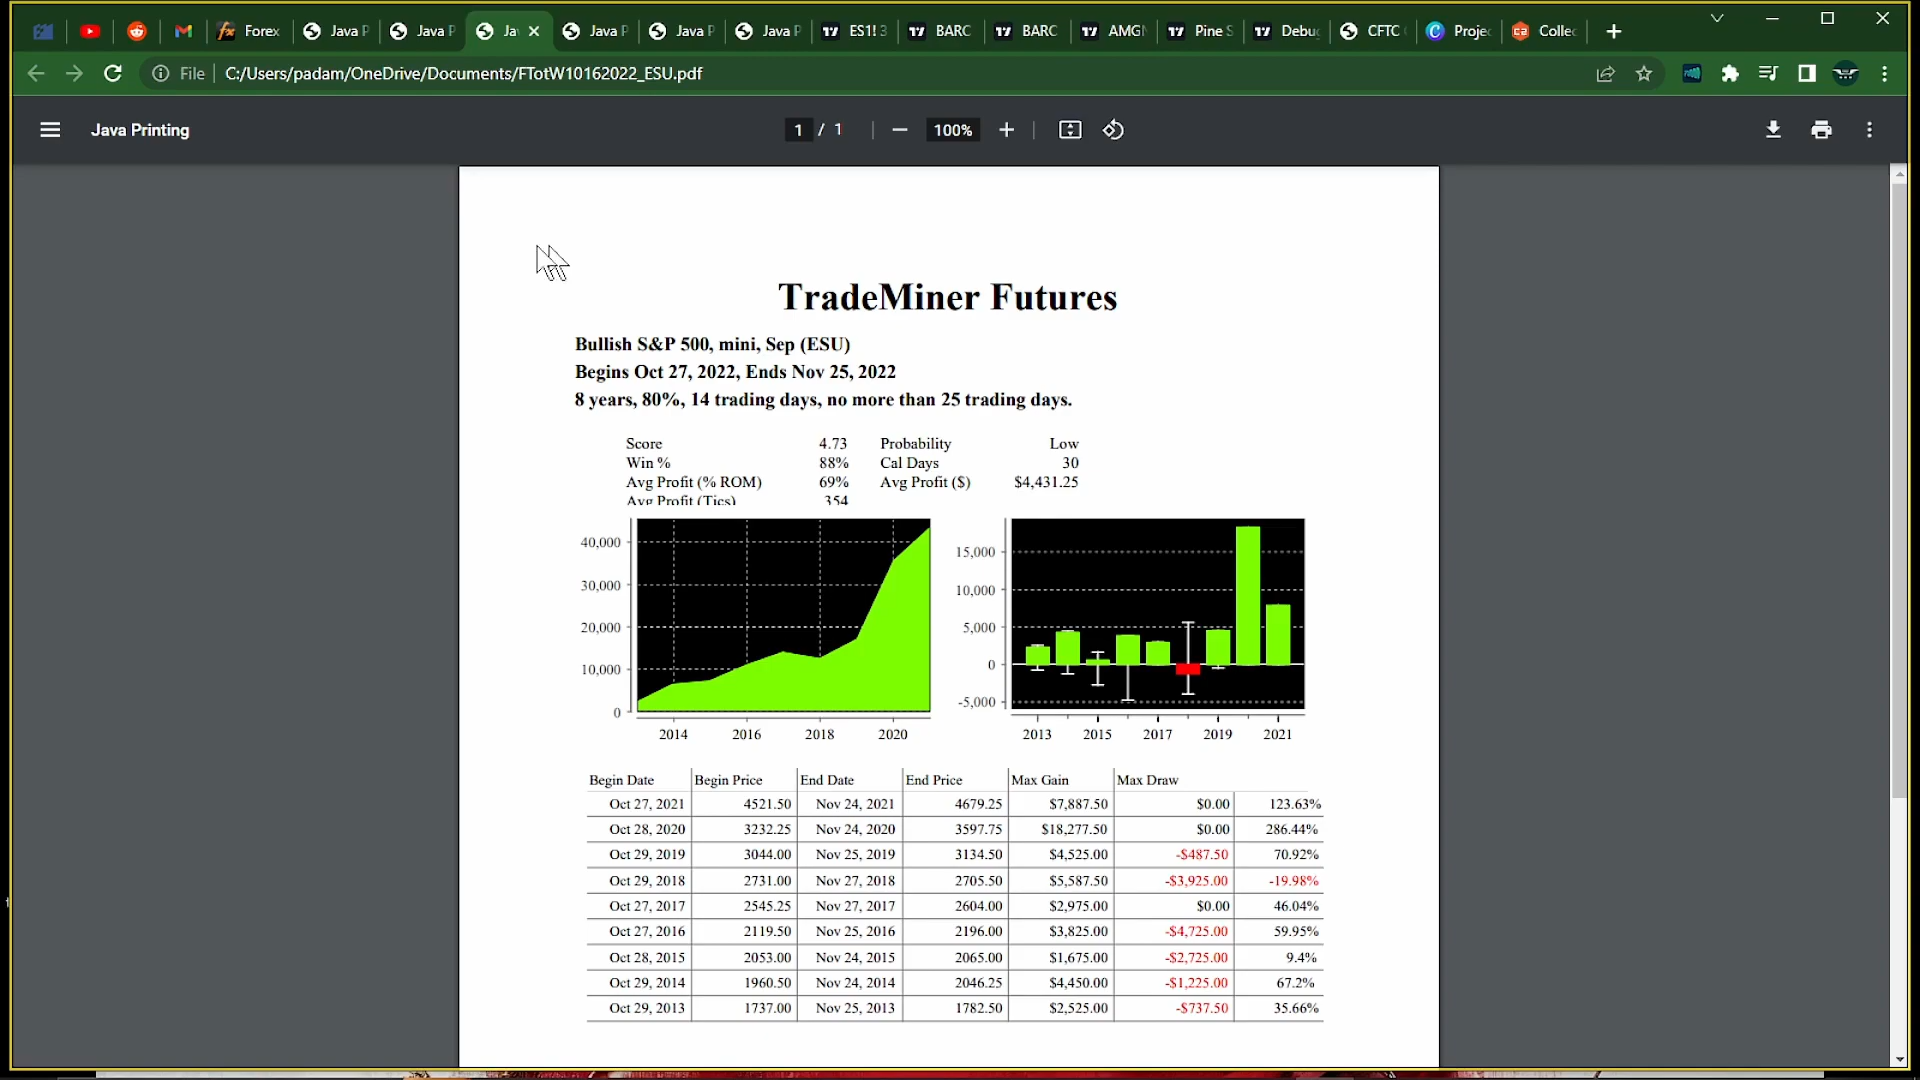 Forex
Java P
Java P
Ja
Java P
Java P
Java P
ES1! 3
BARC
BARC
AMGN
Pine S
Debu
CFTC
Projec
Collec
File
C:/Users/padam/OneDrive/Documents/FTotW10162022_ESU.pdf
Java Printing
1 / 1
100%
TradeMiner Futures
Bullish S&P 500, mini, Sep (ESU)
Begins Oct 27, 2022, Ends Nov 25, 2022
8 years, 80%, 14 trading days, no more than 25 trading days.
Score 4.73 Probability Low
Win % 88% Cal Days 30
Avg Profit (% ROM) 69% Avg Profit ($) $4,431.25
Avg Profit (Tics) 354
40,000
30,000
20,000
10,000
0
2014 2016 2018 2020
15,000
10,000
5,000
0
-5,000
2013 2015 2017 2019 2021
Begin Date Begin Price End Date End Price Max Gain Max Draw
Oct 27, 2021 4521.50 Nov 24, 2021 4679.25 $7,887.50 $0.00 123.63%
Oct 28, 2020 3232.25 Nov 24, 2020 3597.75 $18,277.50 $0.00 286.44%
Oct 29, 2019 3044.00 Nov 25, 2019 3134.50 $4,525.00 -$487.50 70.92%
Oct 29, 2018 2731.00 Nov 27, 2018 2705.50 $5,587.50 -$3,925.00 -19.98%
Oct 27, 2017 2545.25 Nov 27, 2017 2604.00 $2,975.00 $0.00 46.04%
Oct 27, 2016 2119.50 Nov 25, 2016 2196.00 $3,825.00 -$4,725.00 59.95%
Oct 28, 2015 2053.00 Nov 24, 2015 2065.00 $1,675.00 -$2,725.00 9.4%
Oct 29, 2014 1960.50 Nov 24, 2014 2046.25 $4,450.00 -$1,225.00 67.2%
Oct 29, 2013 1737.00 Nov 25, 2013 1782.50 $2,525.00 -$737.50 35.66%